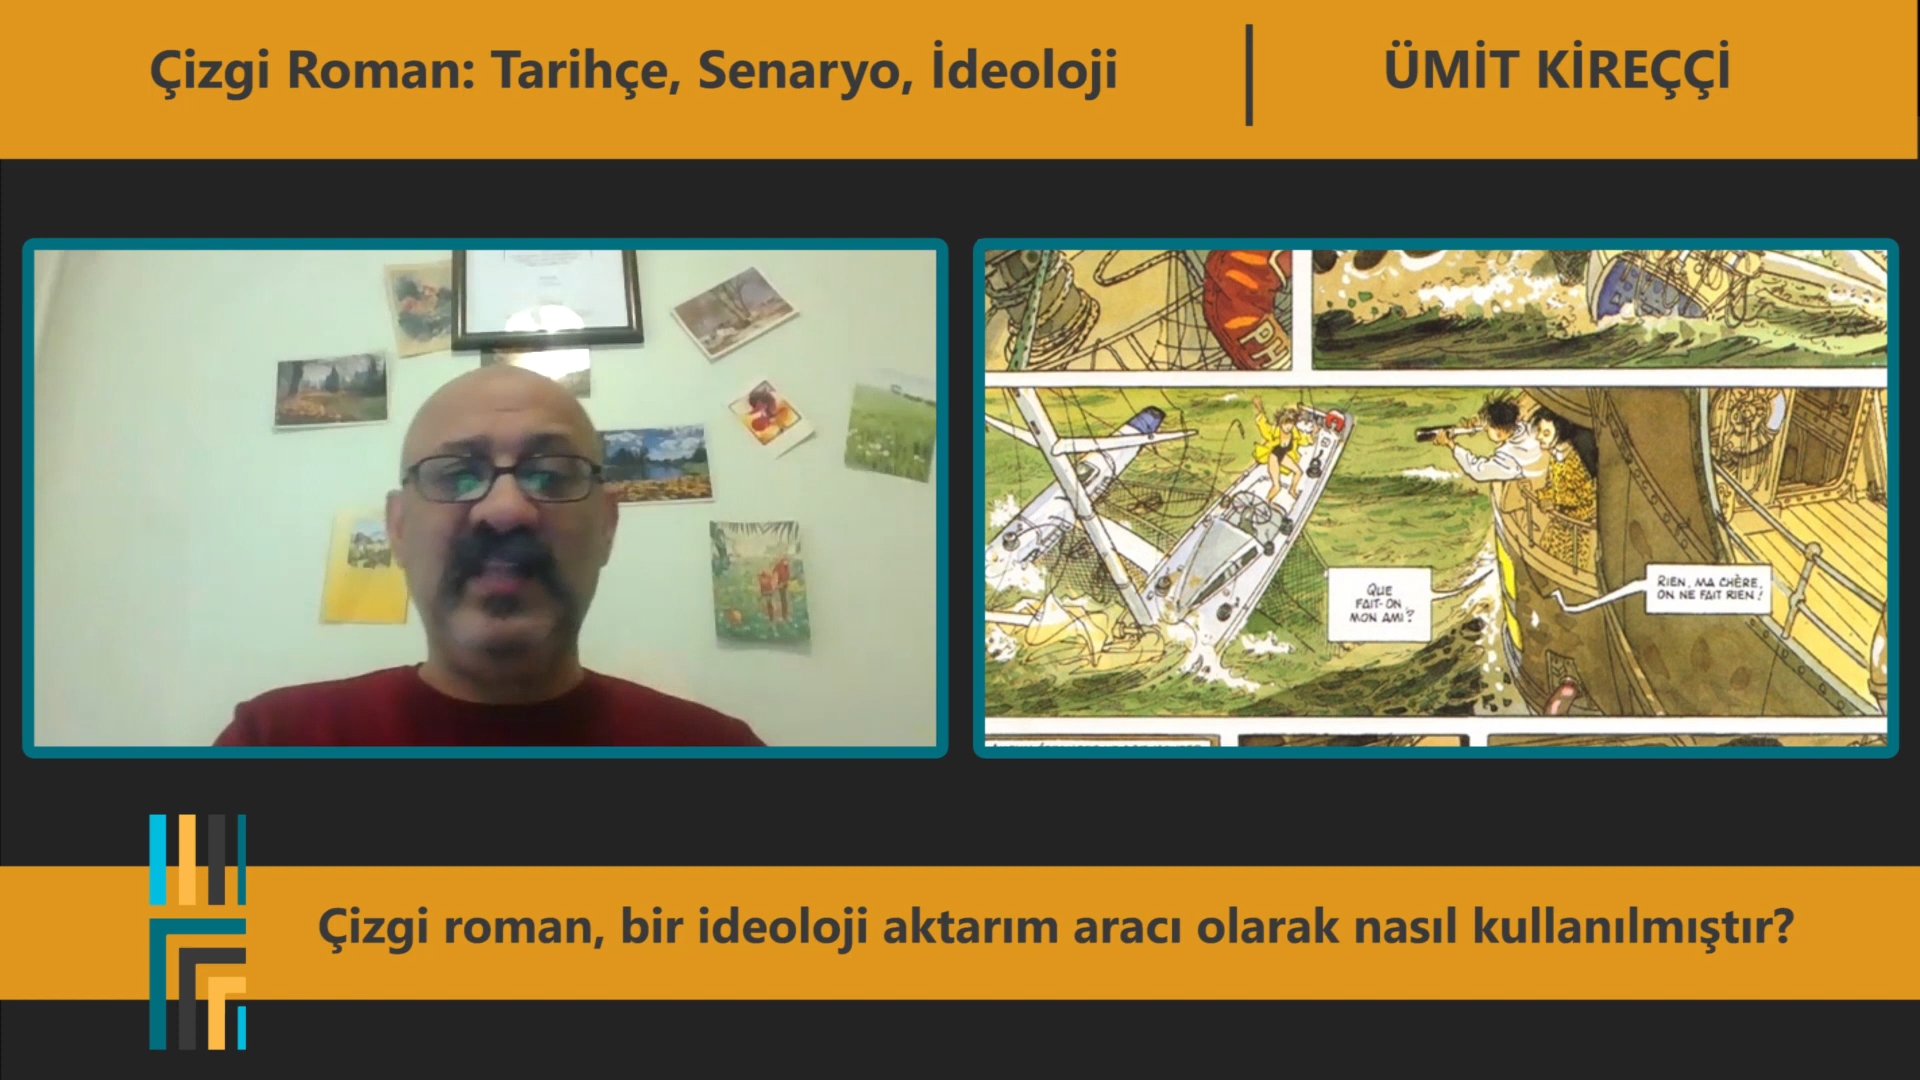 Çizgi Roman: Tarihçe, Senaryo, İdeoloji
ÜMİT KİREÇÇİ
PH
QUE
FAIT-ON,
MON AMI?
RIEN, MA CHÈRE,
ON NE FAIT RIEN!
Çizgi roman, bir ideoloji aktarım aracı olarak nasıl kullanılmıştır?